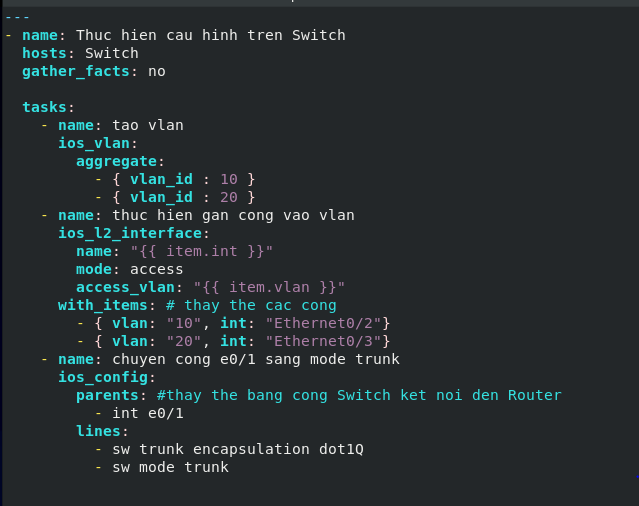 ---
- name: Thuc hien cau hinh tren Switch
  hosts: Switch
  gather_facts: no

  tasks:
    - name: tao vlan
      ios_vlan:
        aggregate:
          - { vlan_id : 10 }
          - { vlan_id : 20 }
    - name: thuc hien gan cong vao vlan
      ios_l2_interface:
        name: "{{ item.int }}"
        mode: access
        access_vlan: "{{ item.vlan }}"
      with_items: # thay the cac cong
        - { vlan: "10", int: "Ethernet0/2"}
        - { vlan: "20", int: "Ethernet0/3"}
    - name: chuyen cong e0/1 sang mode trunk
      ios_config:
        parents: #thay the bang cong Switch ket noi den Router
          - int e0/1
        lines:
          - sw trunk encapsulation dot1Q
          - sw mode trunk